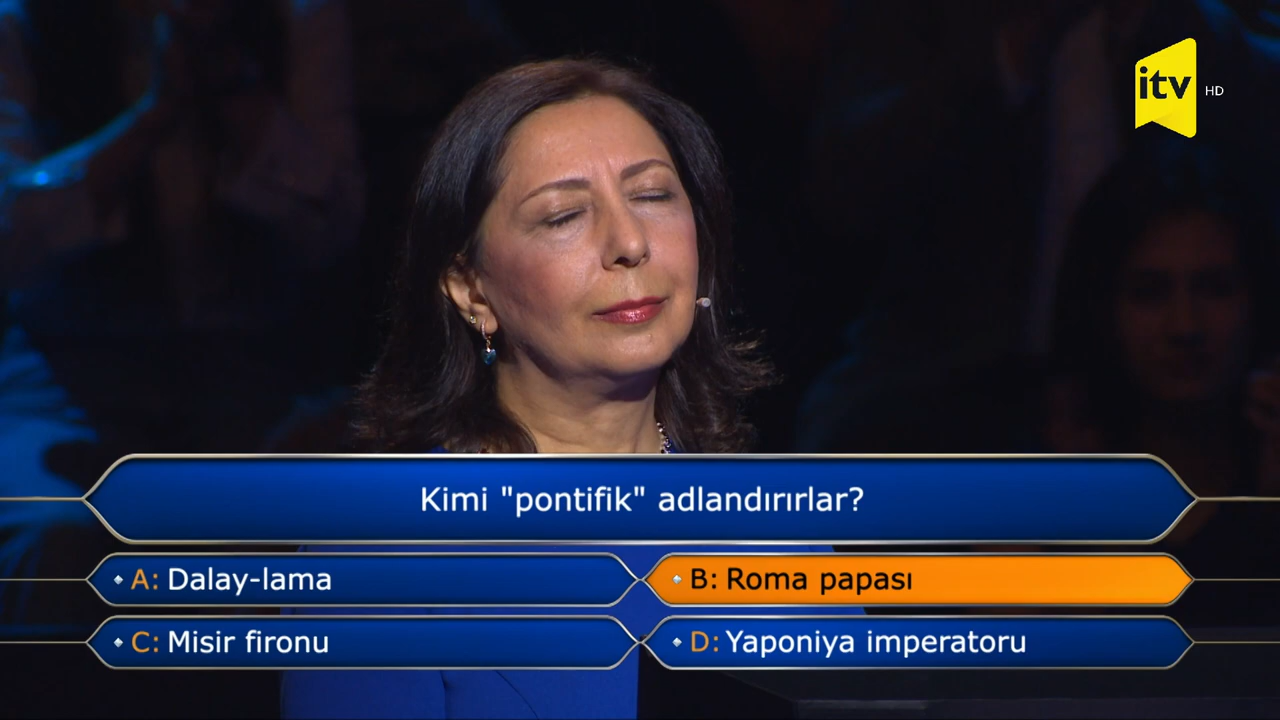 itv HD
Kimi "pontifik" adlandırırlar?
A: Dalay-lama
B: Roma papası
C: Misir fironu
D: Yaponiya imperatoru